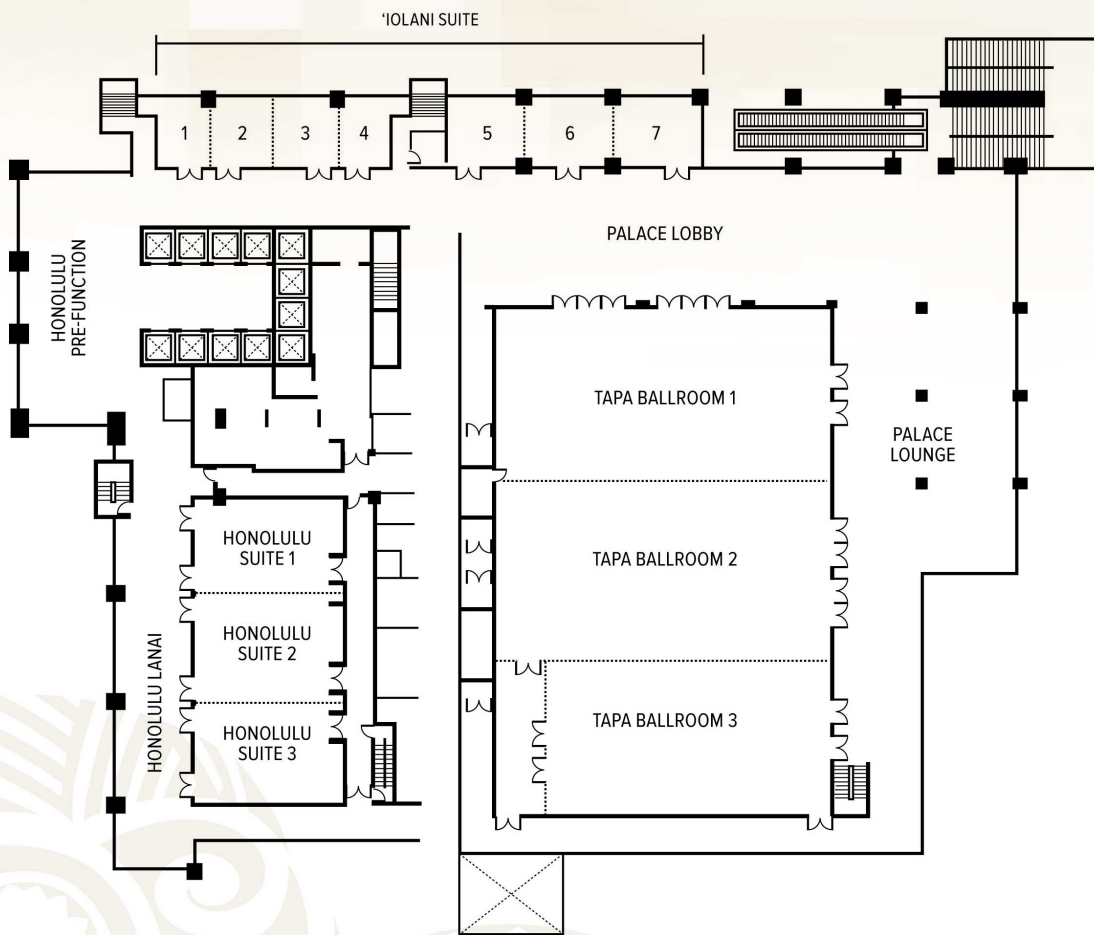 ‘IOLANI SUITE
1
2
3
4
5
6
7
PALACE LOBBY
HONOLULU
PRE-FUNCTION
TAPA BALLROOM 1
PALACE
LOUNGE
HONOLULU
SUITE 1
TAPA BALLROOM 2
HONOLULU
SUITE 2
HONOLULU LANAI
TAPA BALLROOM 3
HONOLULU
SUITE 3